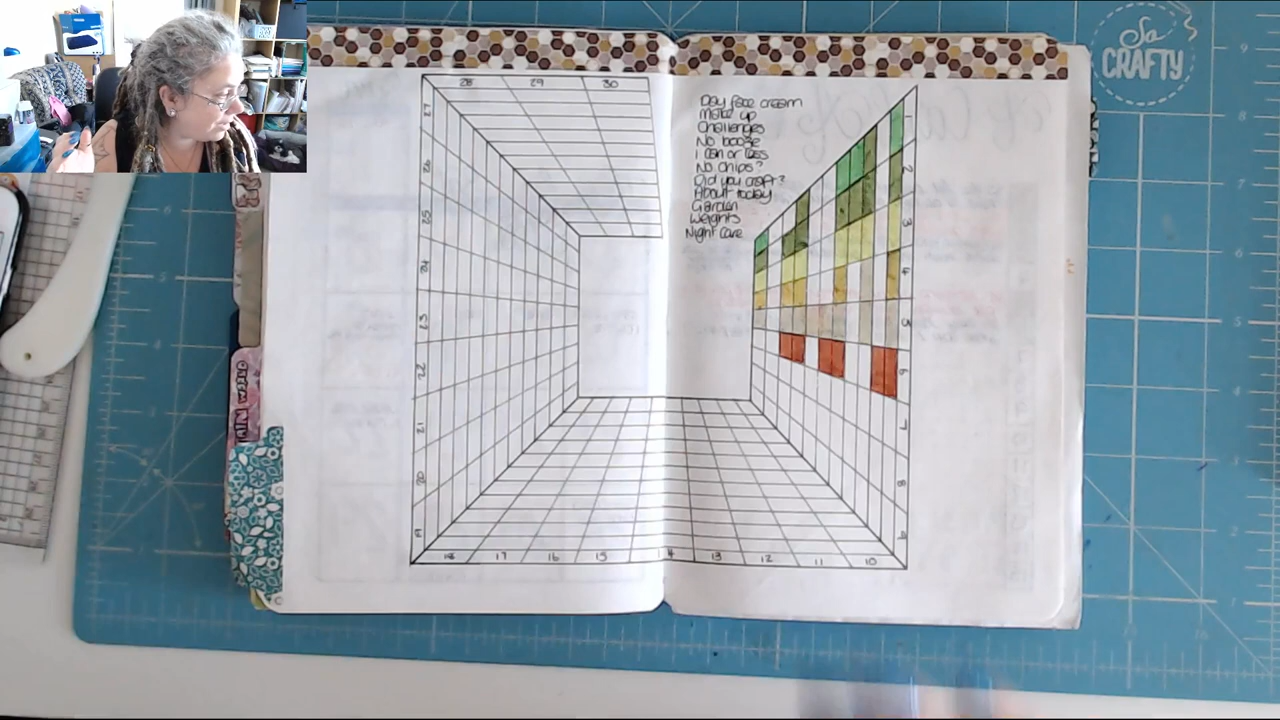 So
CRAFTY
28 29 30
Day face cream
Make up
Challenges
No booze
1 can or less
No chips?
Did you craft?
About today
Garden
Weights
Night Care
27
26
25
24
23
22
21
20
19
18 17 16 15 14 13 12 11 10
1
2
3
4
5
6
7
8
9